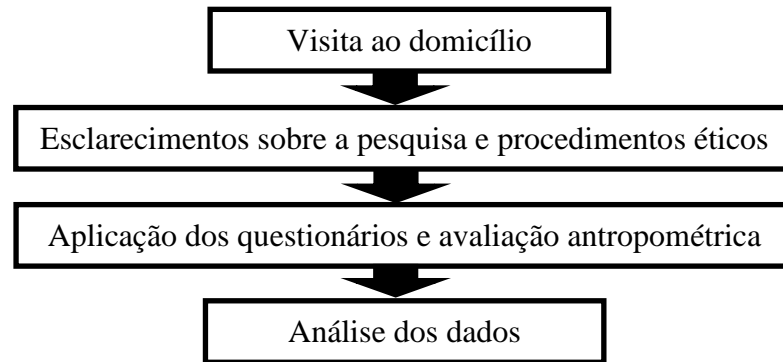 Visita ao domicílio
Esclarecimentos sobre a pesquisa e procedimentos éticos
Aplicação dos questionários e avaliação antropométrica
Análise dos dados